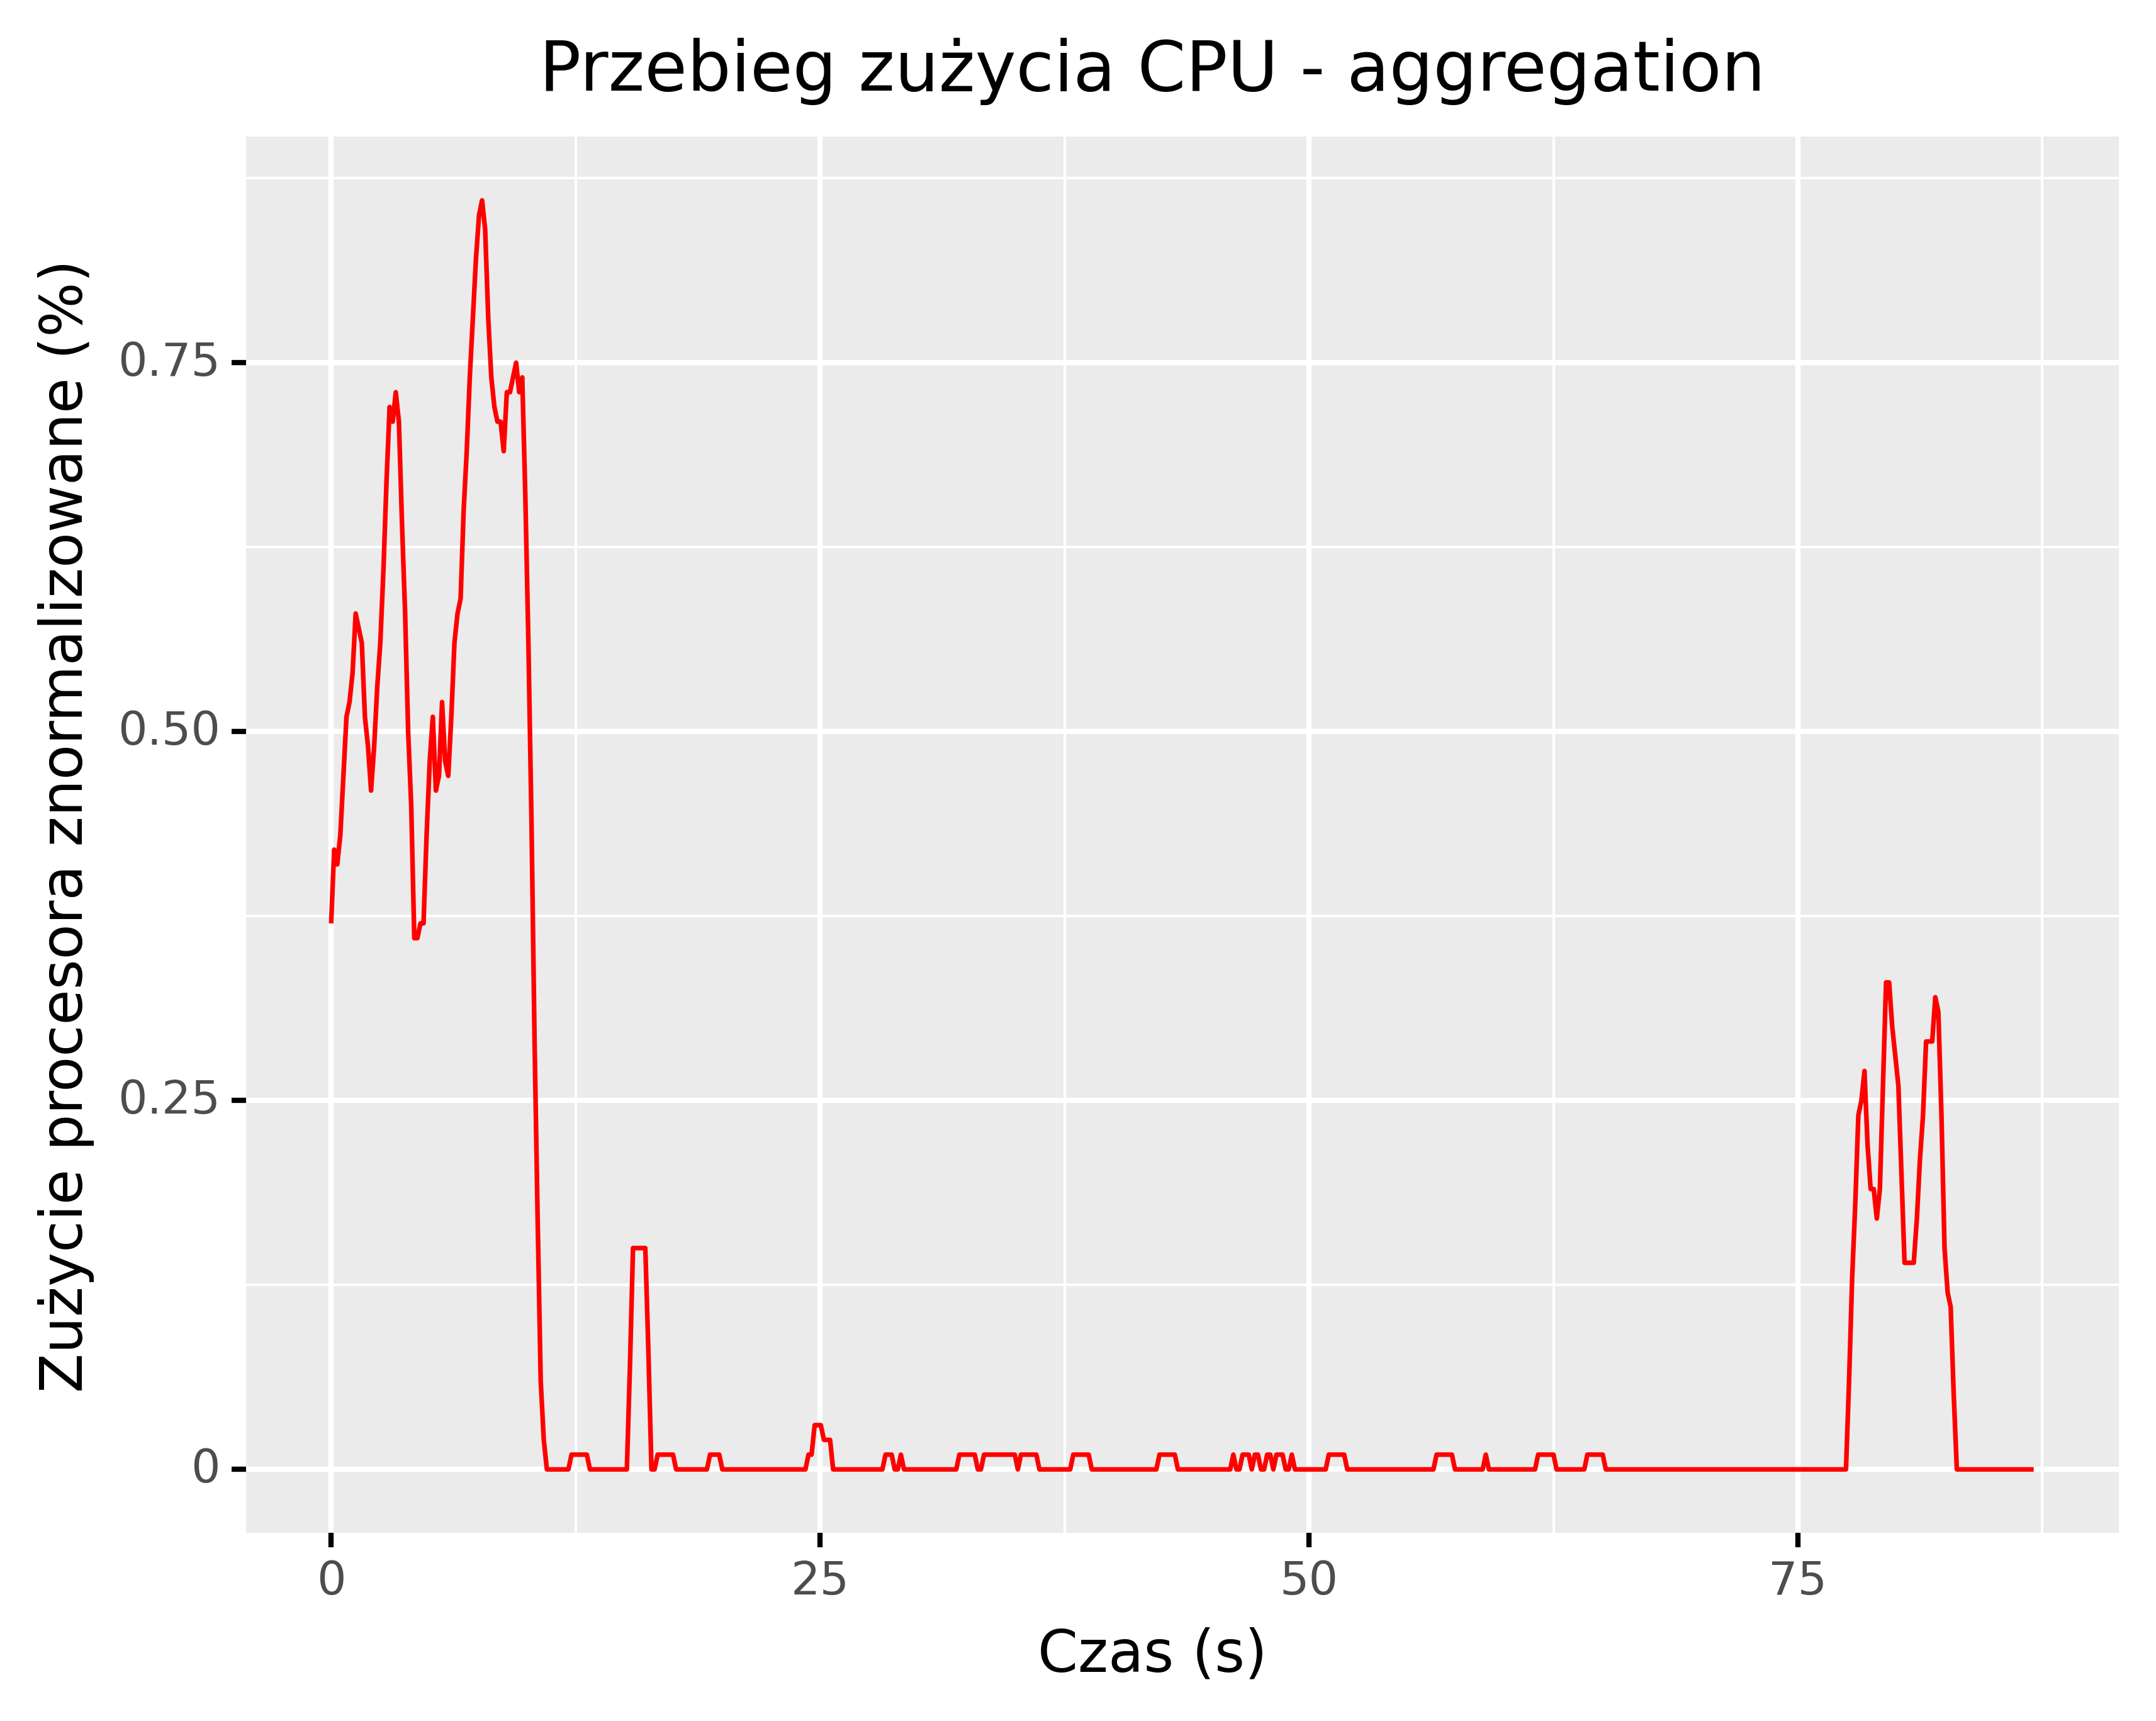 Przebieg zużycia CPU - aggregation
Zużycie procesora znormalizowane (%)
0.75
0.50
0.25
0
0
25
50
75
Czas (s)